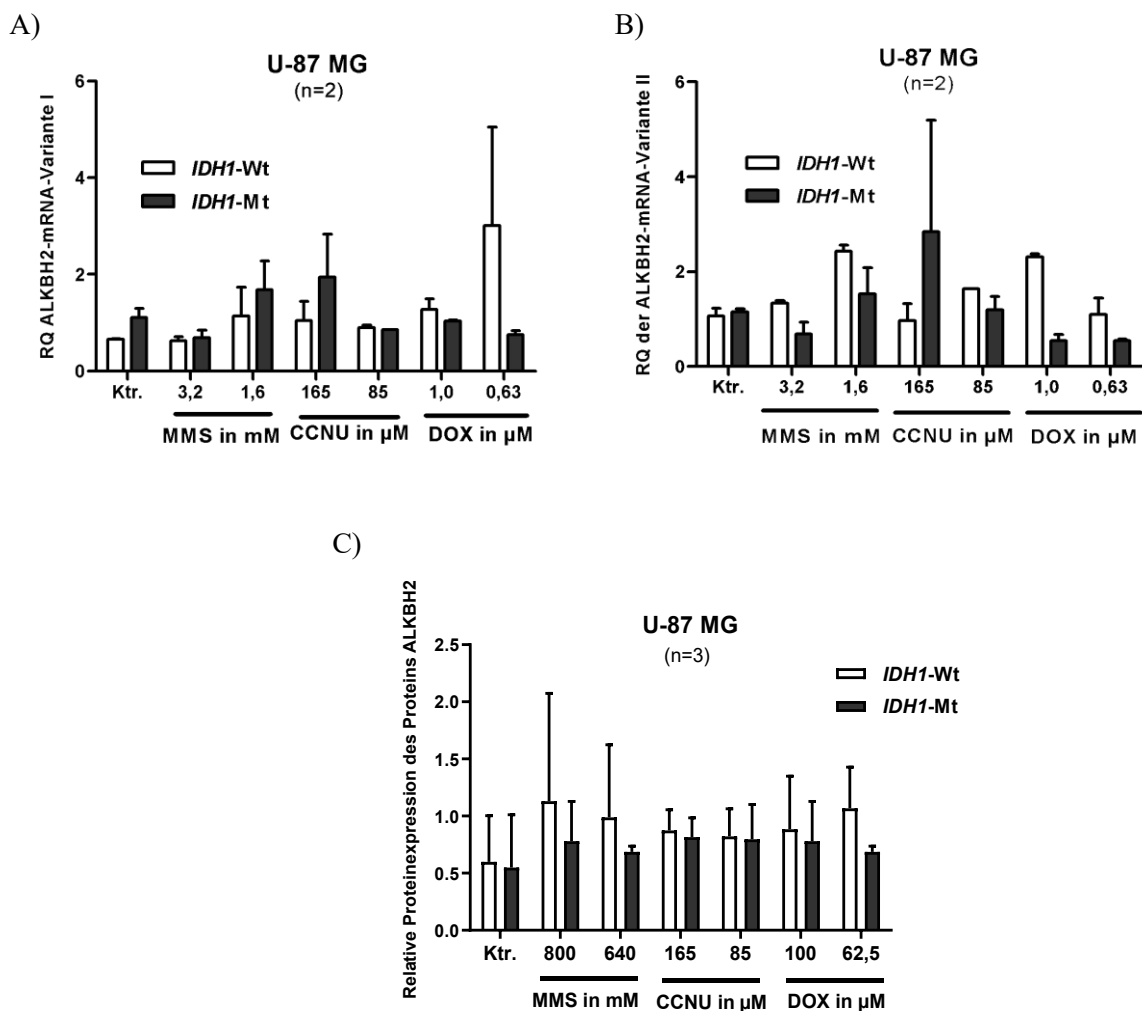 A)
U-87 MG
(n=2)
RQ ALKBH2-mRNA-Variante I
6
4
2
0
IDH1-Wt
IDH1-Mt
Ktr. 3,2 1,6 165 85 1,0 0,63
MMS in mM CCNU in µM DOX in µM
B)
U-87 MG
(n=2)
RQ der ALKBH2-mRNA-Variante II
6
4
2
0
IDH1-Wt
IDH1-Mt
Ktr. 3,2 1,6 165 85 1,0 0,63
MMS in mM CCNU in µM DOX in µM
C)
U-87 MG
(n=3)
Relative Proteinexpression des Proteins ALKBH2
2.5
2.0
1.5
1.0
0.5
0.0
IDH1-Wt
IDH1-Mt
Ktr. 800 640 165 85 100 62,5
MMS in mM CCNU in µM DOX in µM